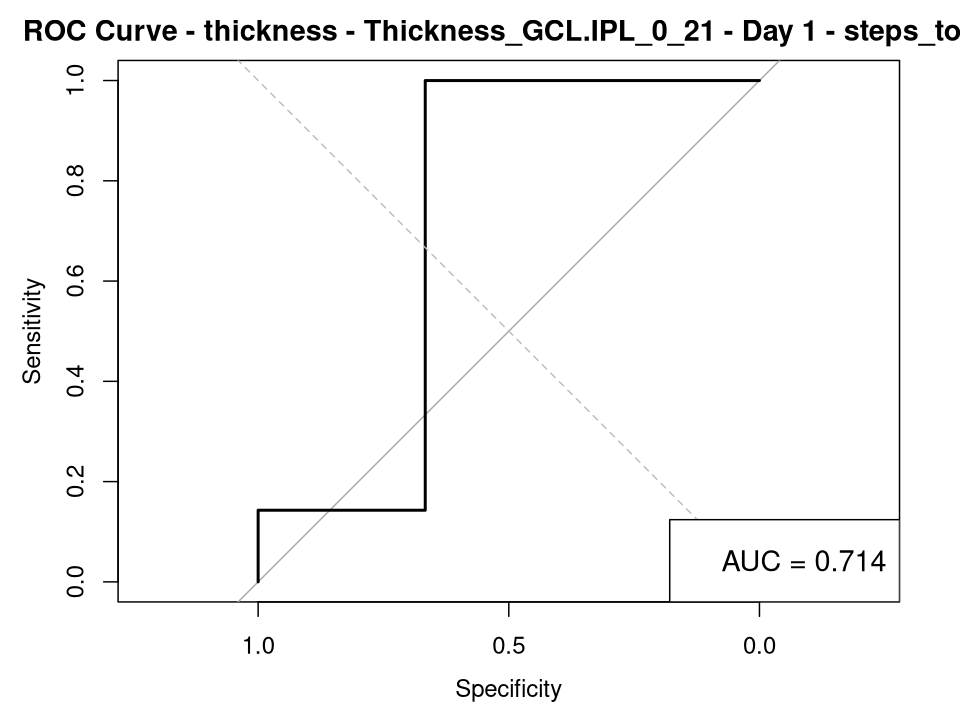 ROC Curve - thickness - Thickness_GCL.IPL_0_21 - Day 1 - steps_to
1.0
0.8
0.6
0.4
0.2
0.0
Sensitivity
AUC = 0.714
1.0 0.5 0.0
Specificity